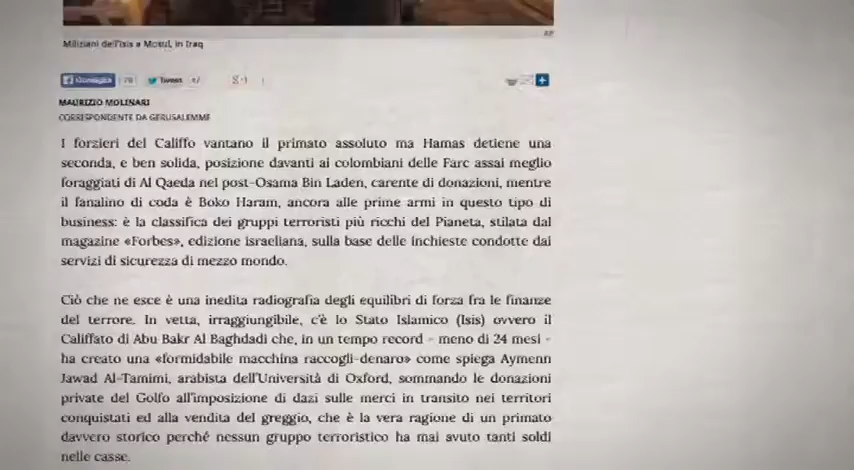 AP
Miliziani dell'Isis a Mosul, in Iraq
Consiglia 78 Tweet 47 g+1
MAURIZIO MOLINARI
CORRISPONDENTE DA GERUSALEMME
I forzieri del Califfo vantano il primato assoluto ma Hamas detiene una
seconda, e ben solida, posizione davanti ai colombiani delle Farc assai meglio
foraggiati di Al Qaeda nel post-Osama Bin Laden, carente di donazioni, mentre
il fanalino di coda è Boko Haram, ancora alle prime armi in questo tipo di
business: è la classifica dei gruppi terroristi più ricchi del Pianeta, stilata dal
magazine «Forbes», edizione israeliana, sulla base delle inchieste condotte dai
servizi di sicurezza di mezzo mondo.
Ciò che ne esce è una inedita radiografia degli equilibri di forza fra le finanze
del terrore. In vetta, irraggiungibile, c'è lo Stato Islamico (Isis) ovvero il
Califfato di Abu Bakr Al Baghdadi che, in un tempo record - meno di 24 mesi -
ha creato una «formidabile macchina raccogli-denaro» come spiega Aymenn
Jawad Al-Tamimi, arabista dell'Università di Oxford, sommando le donazioni
private del Golfo all'imposizione di dazi sulle merci in transito nei territori
conquistati ed alla vendita del greggio, che è la vera ragione di un primato
davvero storico perché nessun gruppo terroristico ha mai avuto tanti soldi
nelle casse.